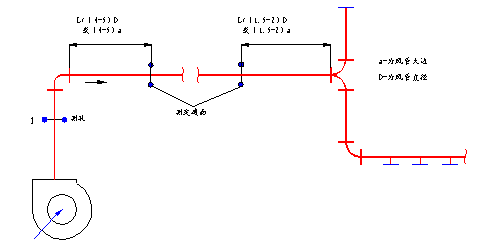 L≥(4-5)D
或(4-5)a
L≥(1.5-2)D
或(1.5-2)a
a-为风管大边
D-为风管直径
测定断面
1
测孔